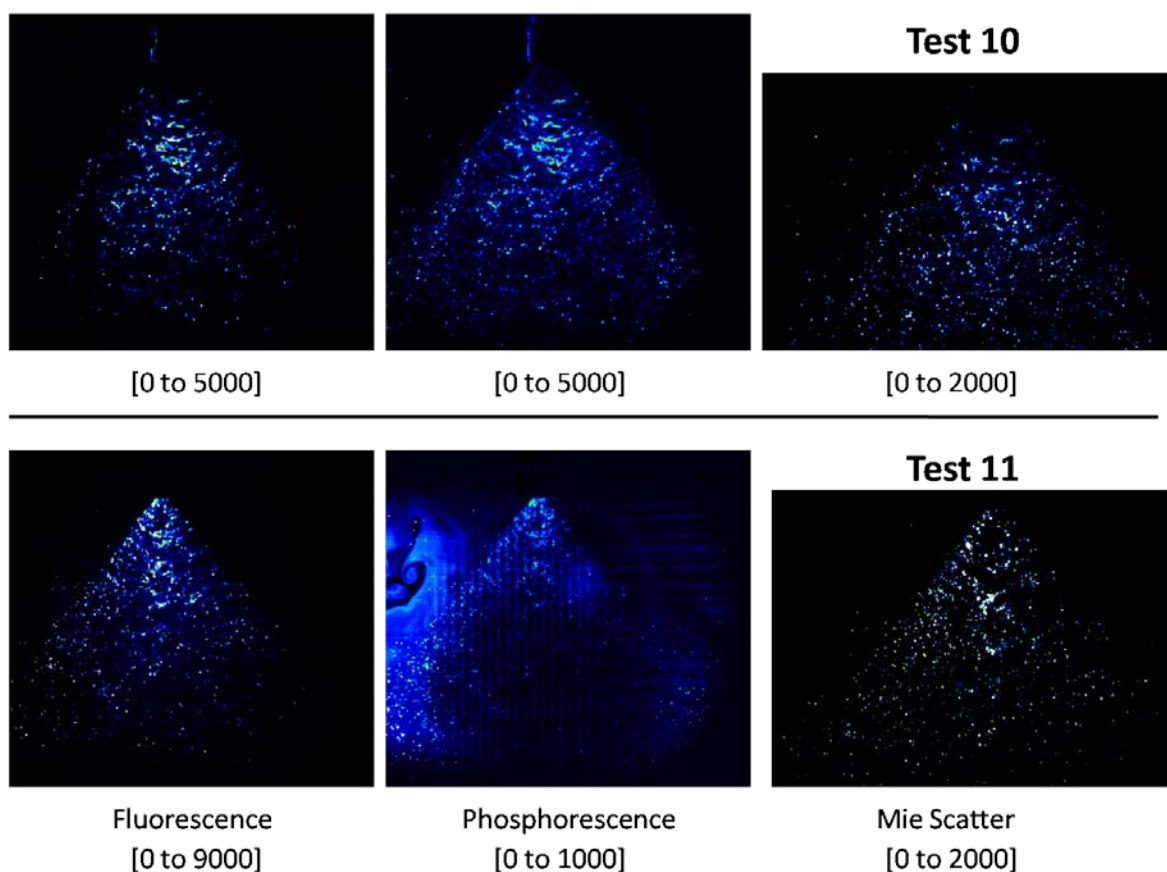 Test 10
[0 to 5000]
[0 to 5000]
[0 to 2000]
Test 11
Fluorescence
[0 to 9000]
Phosphorescence
[0 to 1000]
Mie Scatter
[0 to 2000]